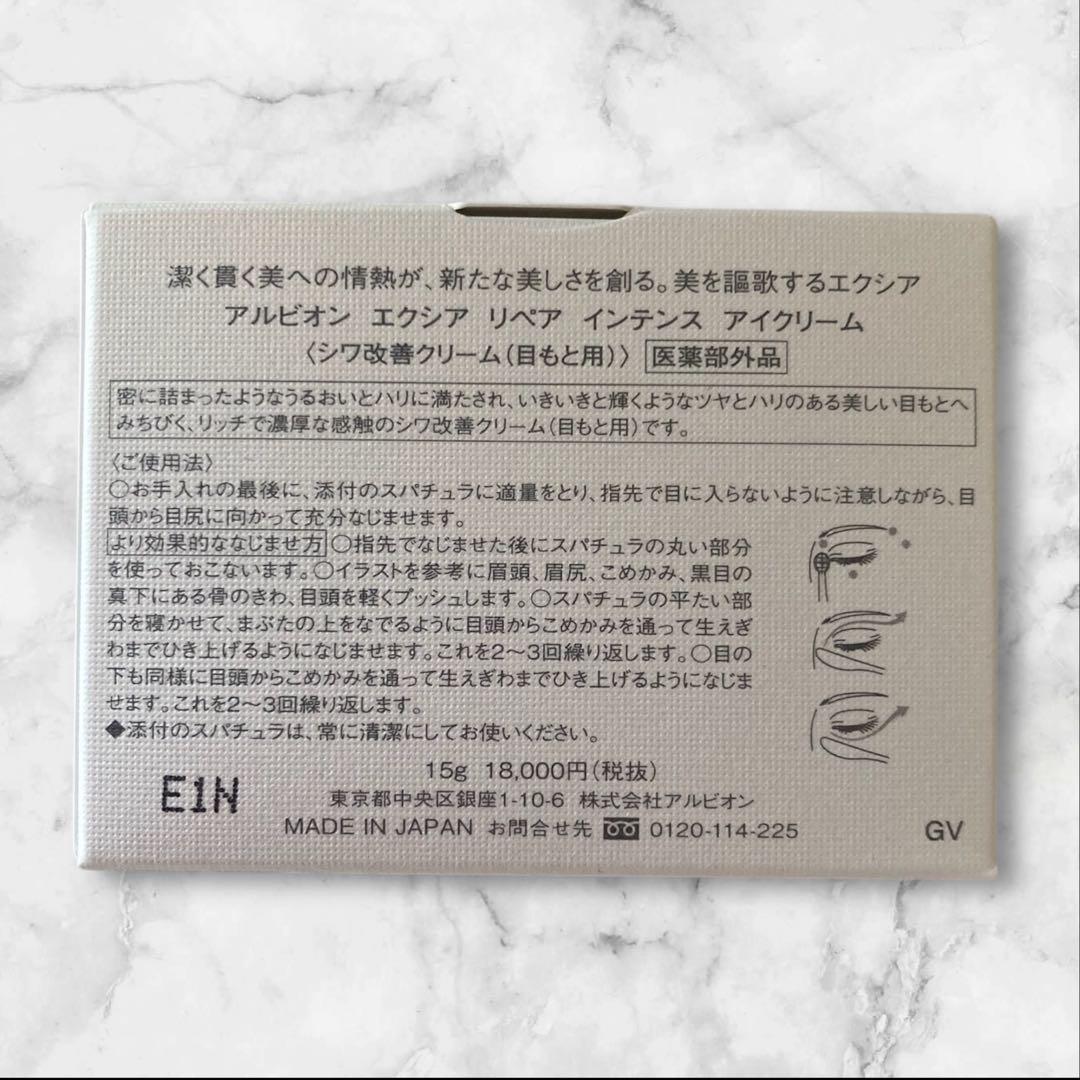 潔く貫く美への情熱が、新たな美しさを創る。美を謳歌するエクシア
アルビオン エクシア リペア インテンス アイクリーム
〈シワ改善クリーム（目もと用）〉 医薬部外品
密に詰まったようなうるおいとハリに満たされ、いきいきと輝くようなツヤとハリのある美しい目もとへ
みちびく、リッチで濃厚な感触のシワ改善クリーム（目もと用）です。
〈ご使用法〉
○お手入れの最後に、添付のスパチュラに適量をとり、指先で目に入らないように注意しながら、目
頭から目尻に向かって充分なじませます。
より効果的ななじませ方 ○指先でなじませた後にスパチュラの丸い部分
を使っておこないます。○イラストを参考に眉頭、眉尻、こめかみ、黒目の
真下にある骨のきわ、目頭を軽くプッシュします。○スパチュラの平たい部
分を寝かせて、まぶたの上をなでるように目頭からこめかみを通って生えぎ
わまでひき上げるようになじませます。これを2〜3回繰り返します。○目の
下も同様に目頭からこめかみを通って生えぎわまでひき上げるようになじま
せます。これを2〜3回繰り返します。
◆添付のスパチュラは、常に清潔にしてお使いください。
15g 18,000円（税抜）
E1N
東京都中央区銀座1-10-6 株式会社アルビオン
MADE IN JAPAN お問合せ先 0120-114-225
GV